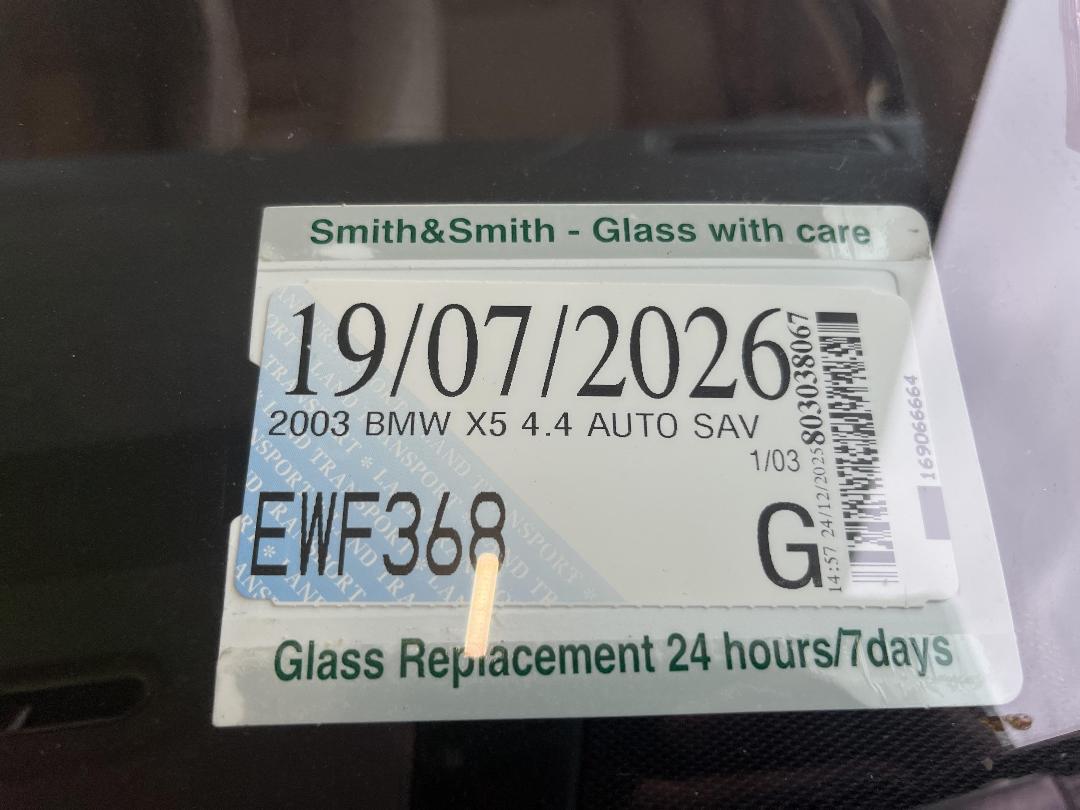 Smith&Smith - Glass with care
19/07/2026
2003 BMW X5 4.4 AUTO SAV
1/03
EWF368
G
14:57 24/12/2025 803038067
169066664
Glass Replacement 24 hours/7days